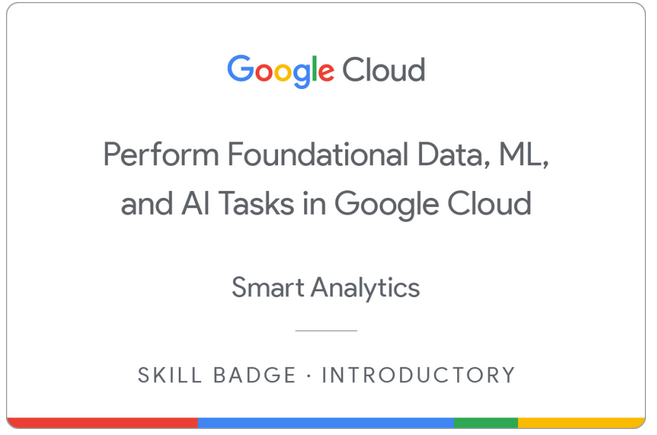 Google Cloud
Perform Foundational Data, ML,
and AI Tasks in Google Cloud
Smart Analytics
SKILL BADGE · INTRODUCTORY